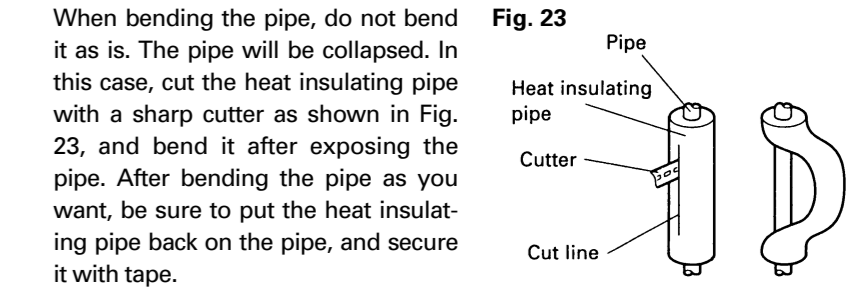 When bending the pipe, do not bend
it as is. The pipe will be collapsed. In
this case, cut the heat insulating pipe
with a sharp cutter as shown in Fig.
23, and bend it after exposing the
pipe. After bending the pipe as you
want, be sure to put the heat insulat-
ing pipe back on the pipe, and secure
it with tape.
Fig. 23
Pipe
Heat insulating
pipe
Cutter
Cut line